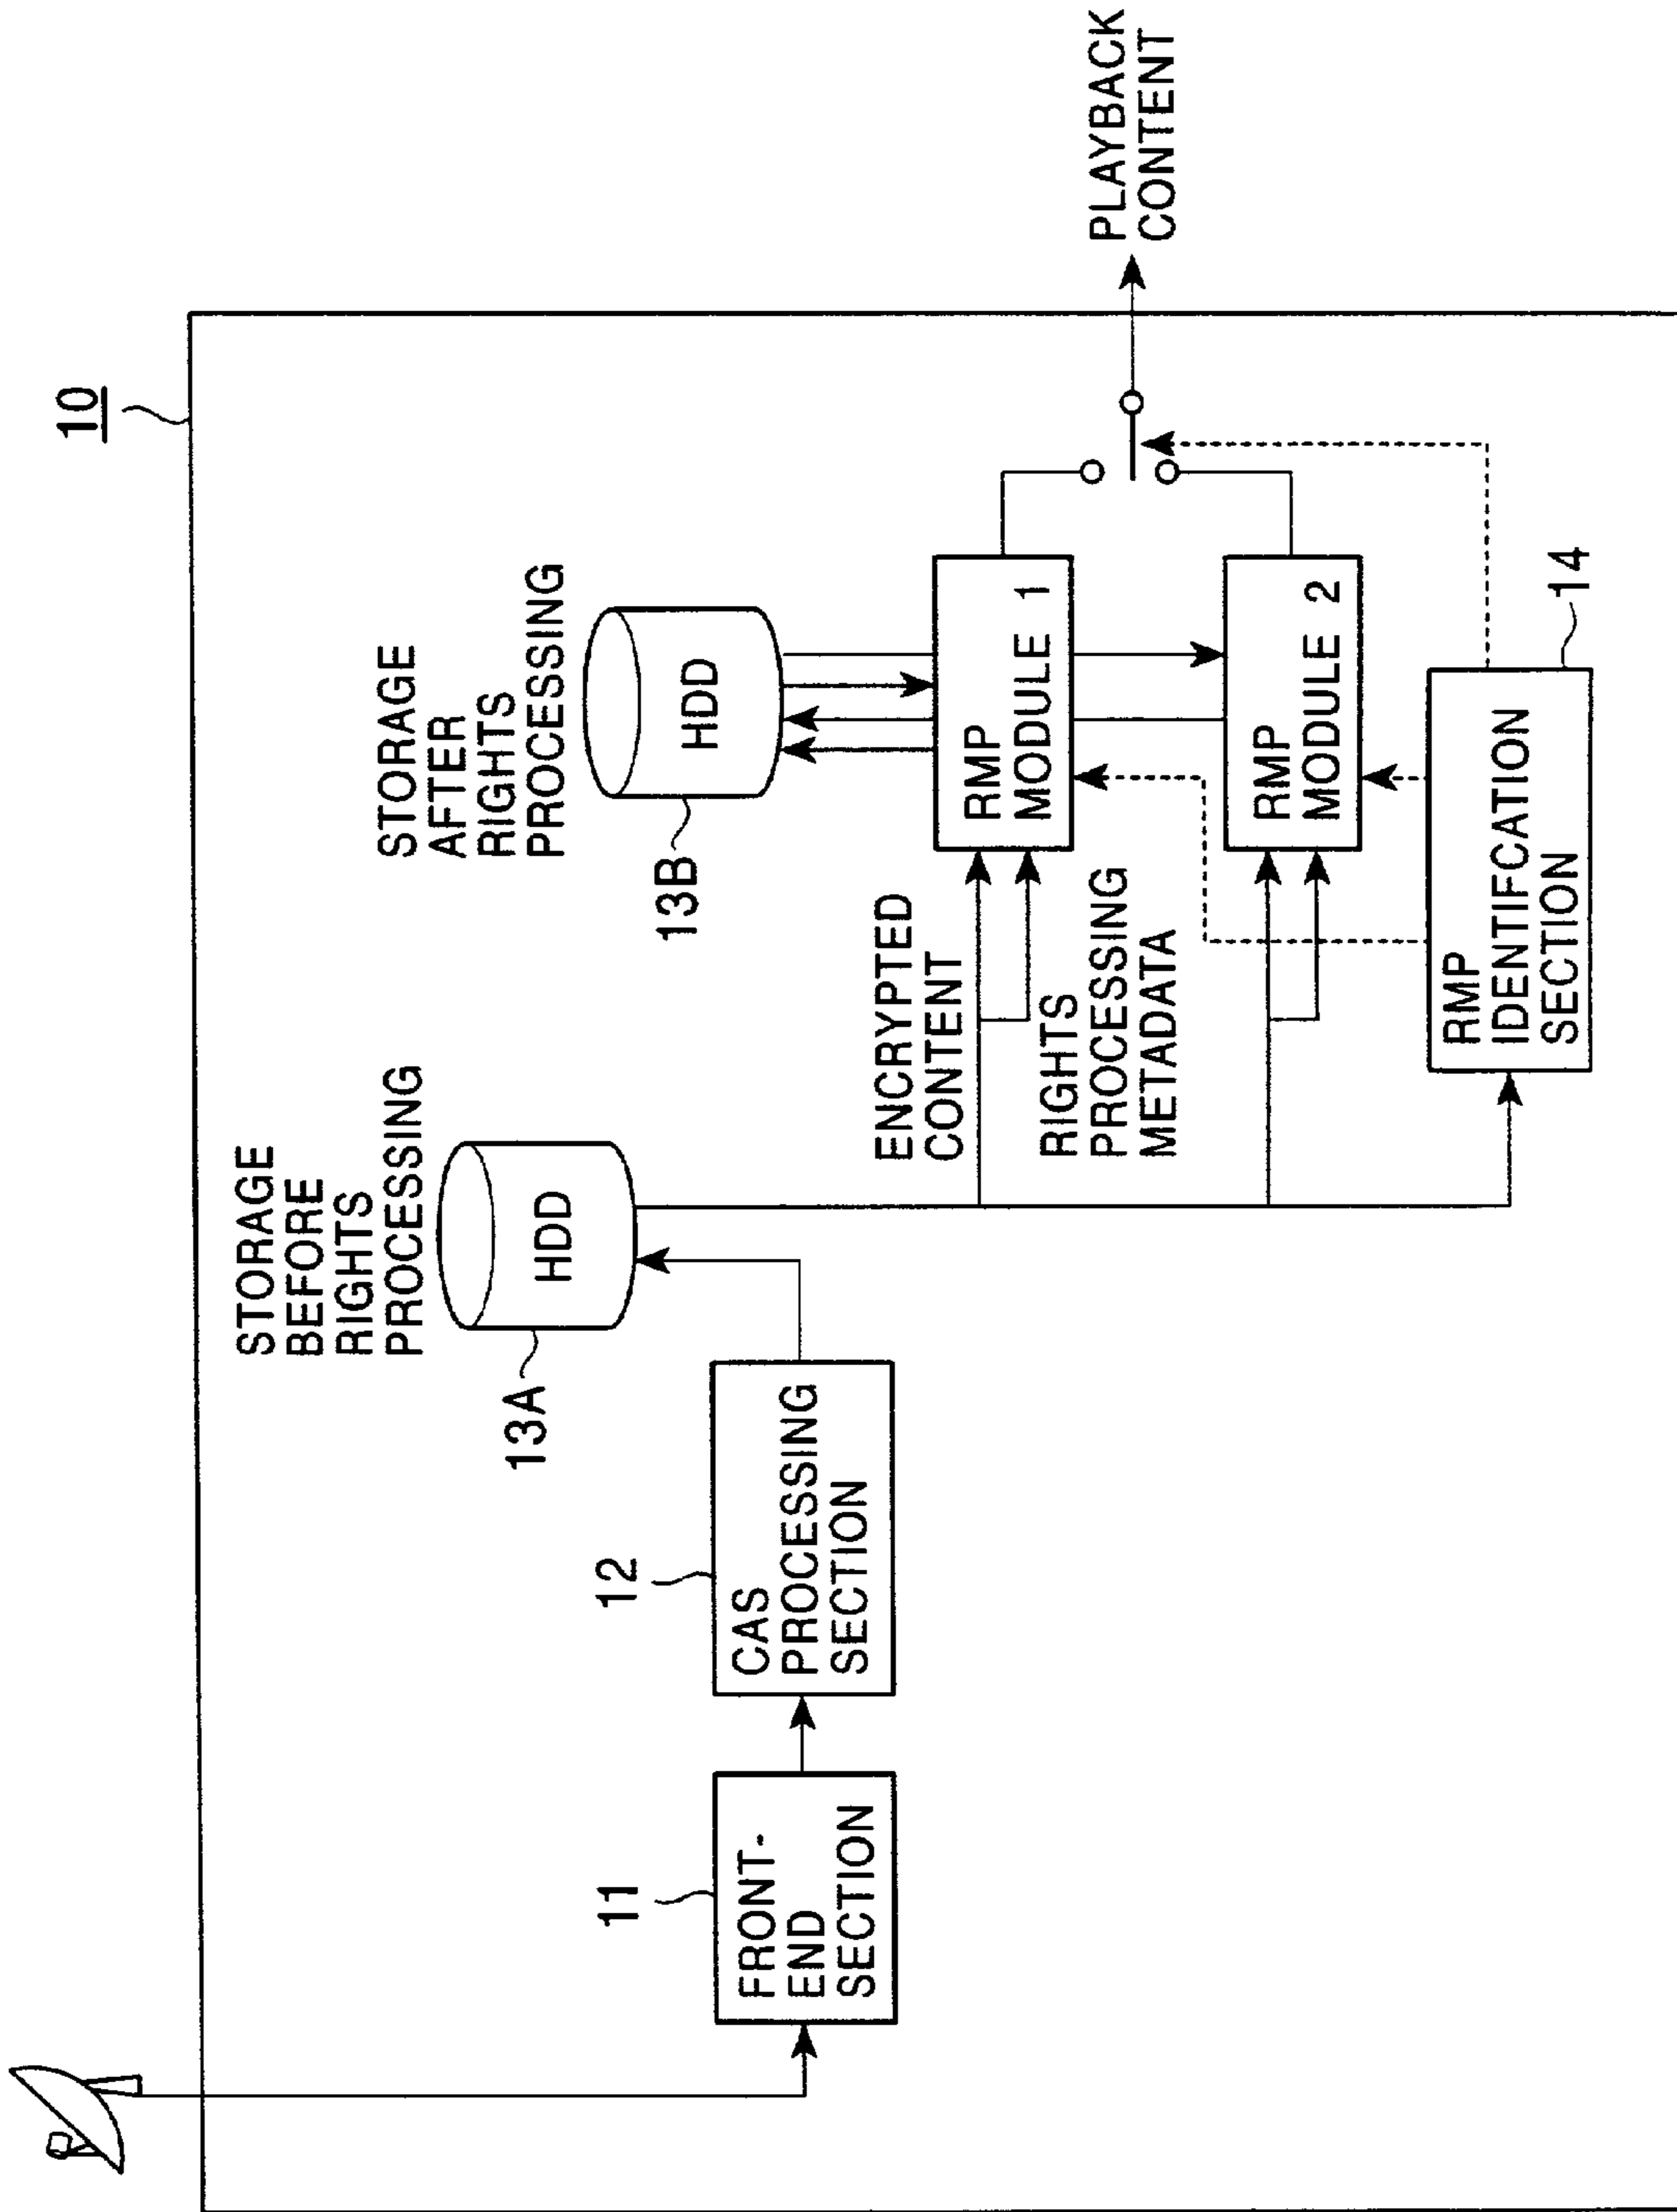 10
STORAGE
BEFORE
RIGHTS
PROCESSING
STORAGE
AFTER
RIGHTS
PROCESSING
13A
HDD
13B
HDD
11
FRONT-
END
SECTION
12
CAS
PROCESSING
SECTION
ENCRYPTED
CONTENT
RIGHTS
PROCESSING
METADATA
RMP
MODULE 1
RMP
MODULE 2
PLAYBACK
CONTENT
14
RMP
IDENTIFCATION
SECTION